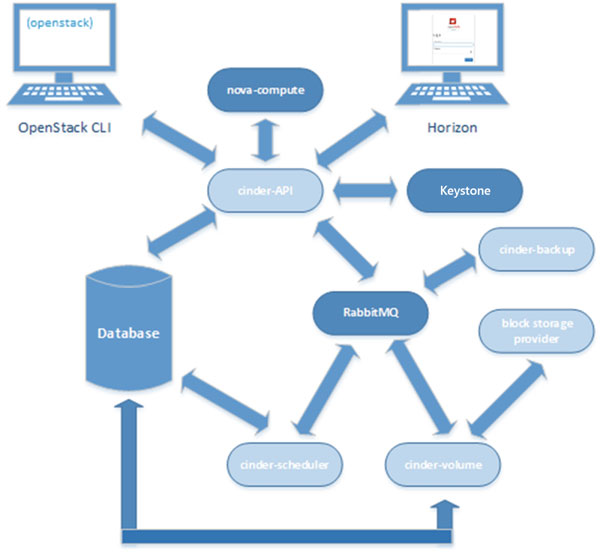 (openstack)
nova-compute
OpenStack CLI
Horizon
cinder-API
Keystone
cinder-backup
RabbitMQ
block storage
provider
Database
cinder-scheduler
cinder-volume